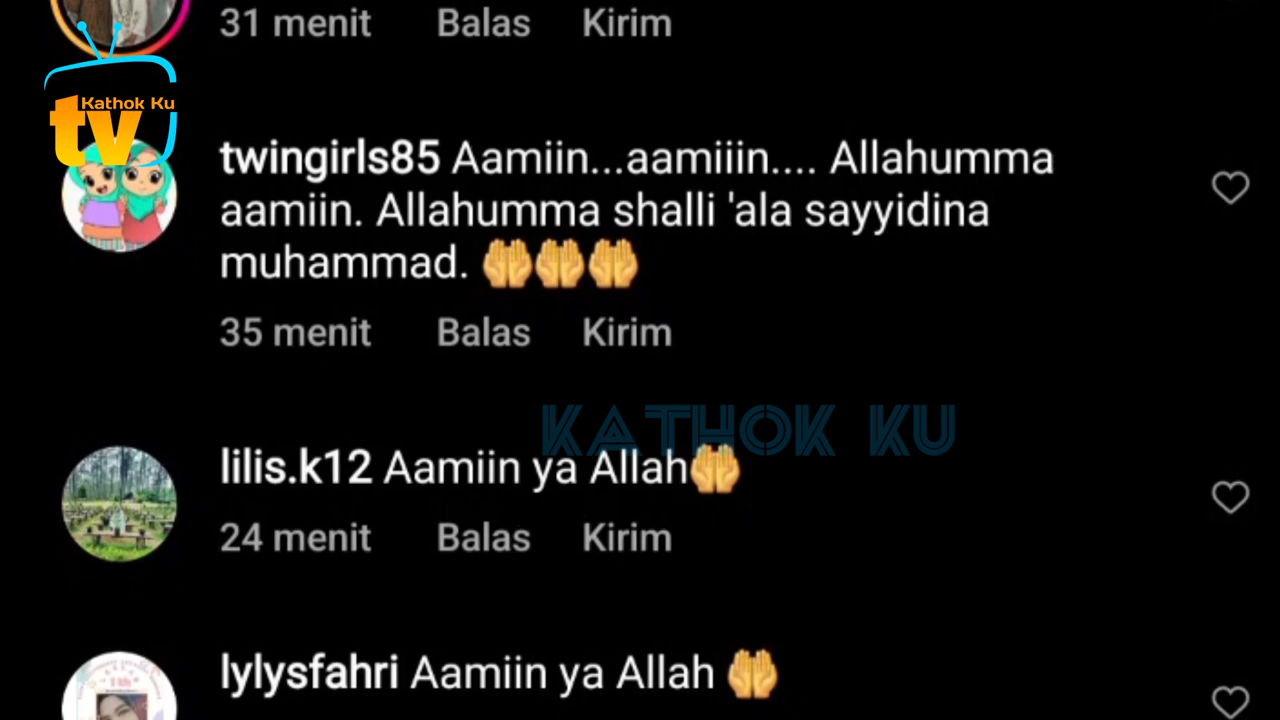 31 menit Balas Kirim
Kathok Ku
tv
twingirls85 Aamiin...aamiiin.... Allahumma
aamiin. Allahumma shalli 'ala sayyidina
muhammad. 🤲🤲🤲
35 menit Balas Kirim
KATHOK KU
lilis.k12 Aamiin ya Allah🤲
24 menit Balas Kirim
lylysfahri Aamiin ya Allah 🤲